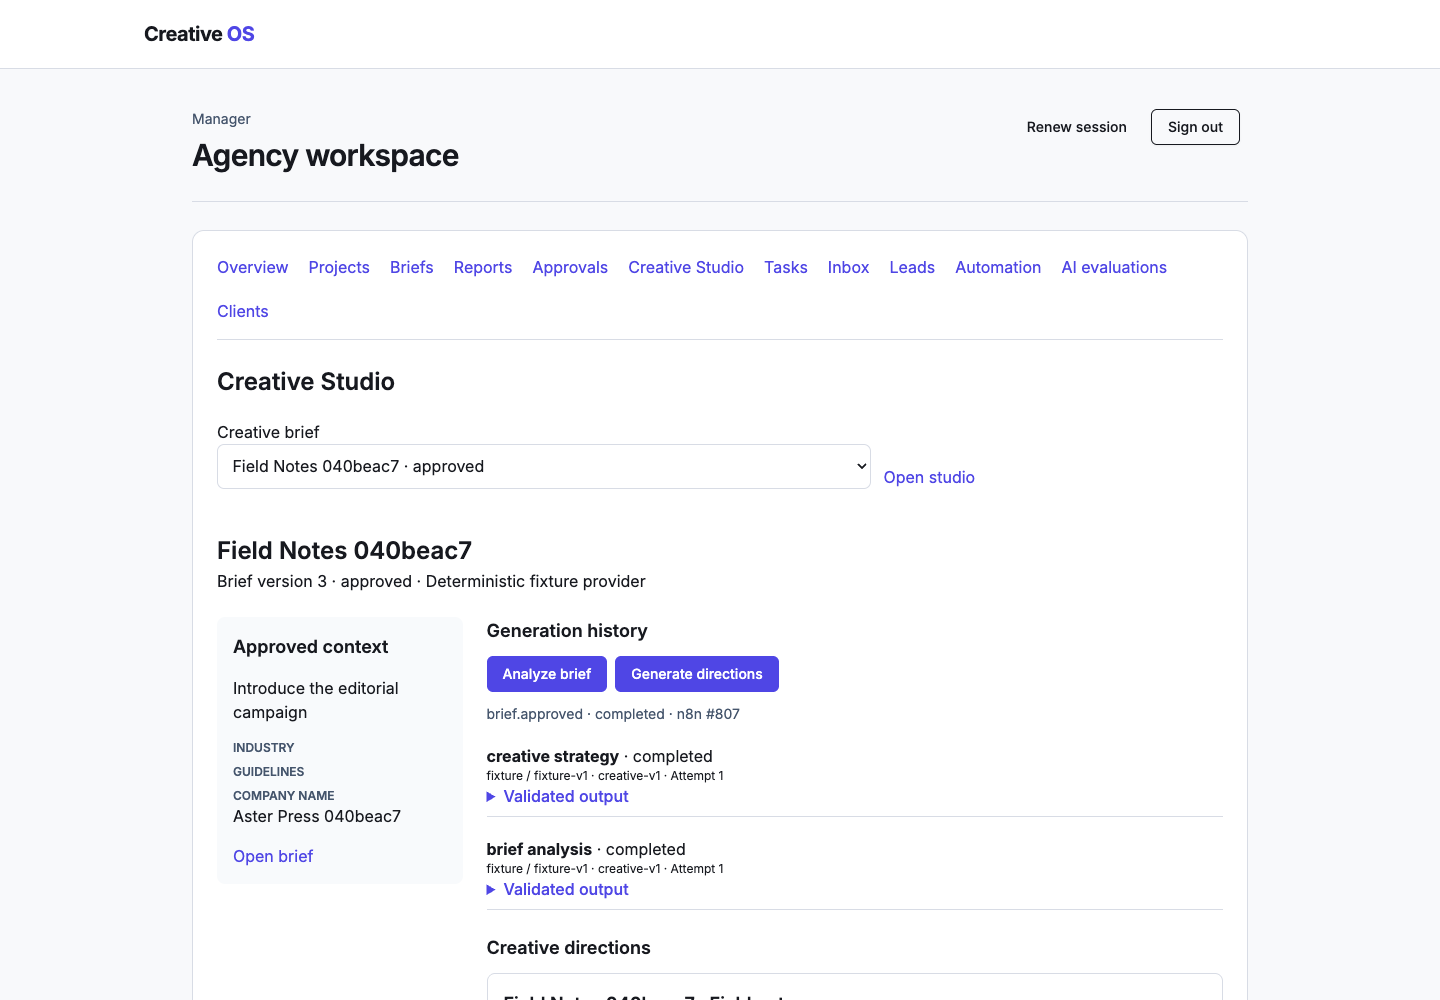 Creative OS
Manager
Agency workspace
Renew session
Sign out
Overview Projects Briefs Reports Approvals Creative Studio Tasks Inbox Leads Automation AI evaluations
Clients
Creative Studio
Creative brief
Field Notes 040beac7 · approved
Open studio
Field Notes 040beac7
Brief version 3 · approved · Deterministic fixture provider
Approved context
Introduce the editorial
campaign
INDUSTRY
GUIDELINES
COMPANY NAME
Aster Press 040beac7
Open brief
Generation history
Analyze brief
Generate directions
brief.approved · completed · n8n #807
creative strategy · completed
fixture / fixture-v1 · creative-v1 · Attempt 1
Validated output
brief analysis · completed
fixture / fixture-v1 · creative-v1 · Attempt 1
Validated output
Creative directions